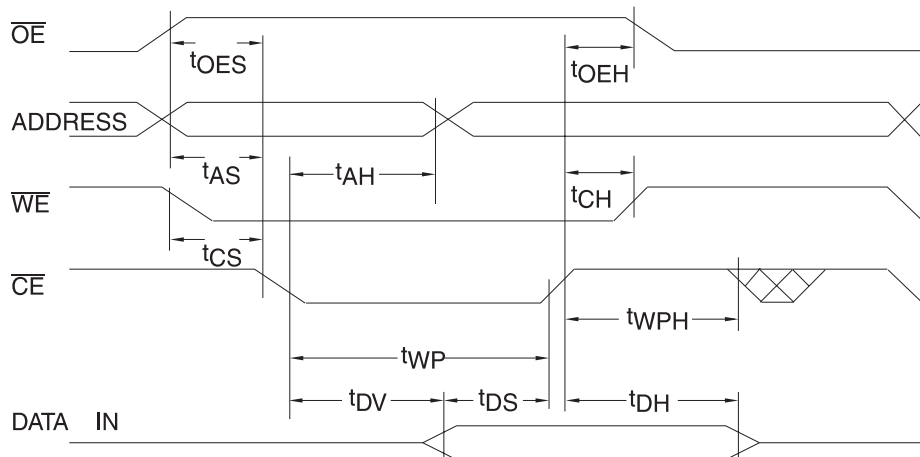 OE
tOES
tOEH
ADDRESS
tAS
tAH
tCH
WE
tCS
CE
tWPH
tWP
tDV
tDS
tDH
DATA IN